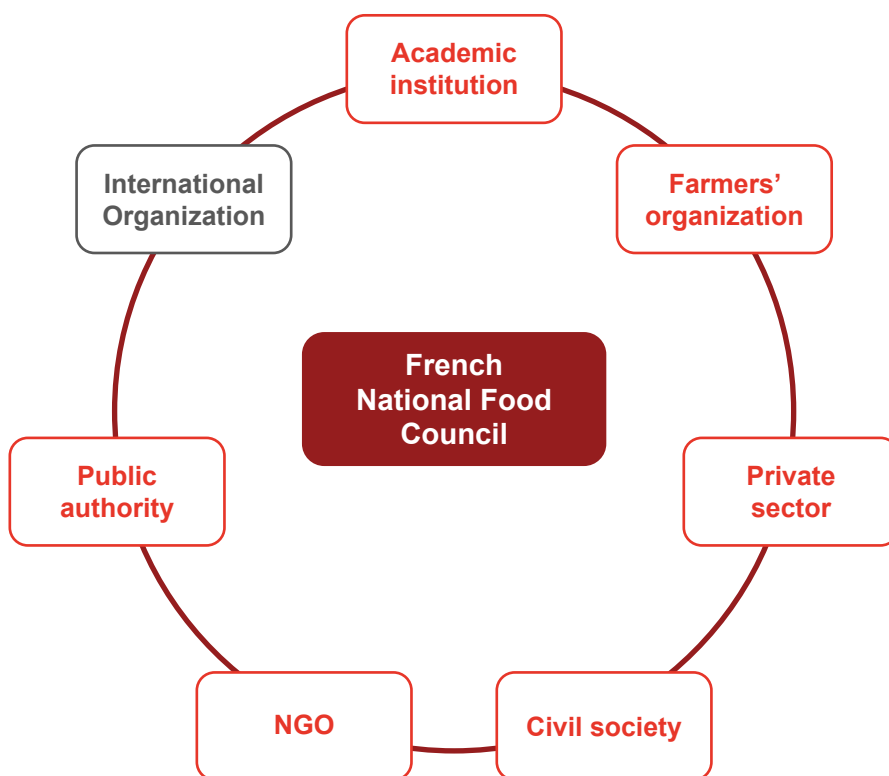 Academic
institution
International
Organization
Farmers’
organization
French
National Food
Council
Public
authority
Private
sector
NGO
Civil society